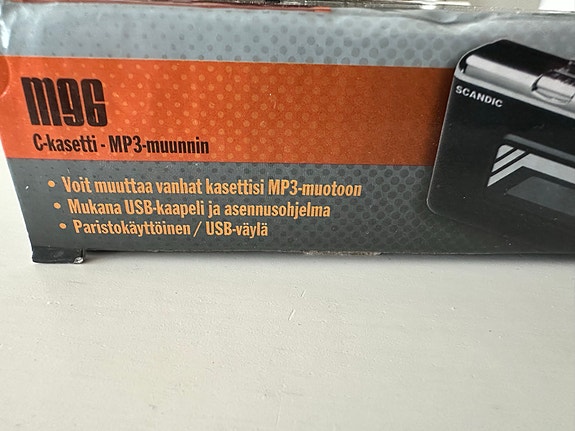 m96
C-kasetti - MP3-muunnin
SCANDIC
• Voit muuttaa vanhat kasettisi MP3-muotoon
• Mukana USB-kaapeli ja asennusohjelma
• Paristokäyttöinen / USB-väylä